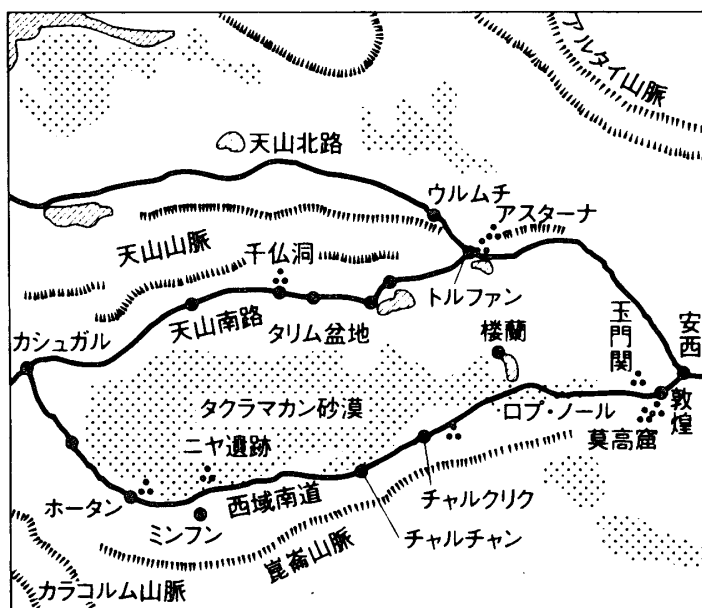 アルタイ山脈
天山北路
ウルムチ
アスターナ
天山山脈
千仏洞
トルファン
天山南路
タリム盆地
カシュガル
楼蘭
玉門関
安西
タクラマカン砂漠
ロプ・ノール
敦煌
ニヤ遺跡
莫高窟
ホータン
西域南道
チャルクリク
ミンフン
チャルチャン
崑崙山脈
カラコルム山脈